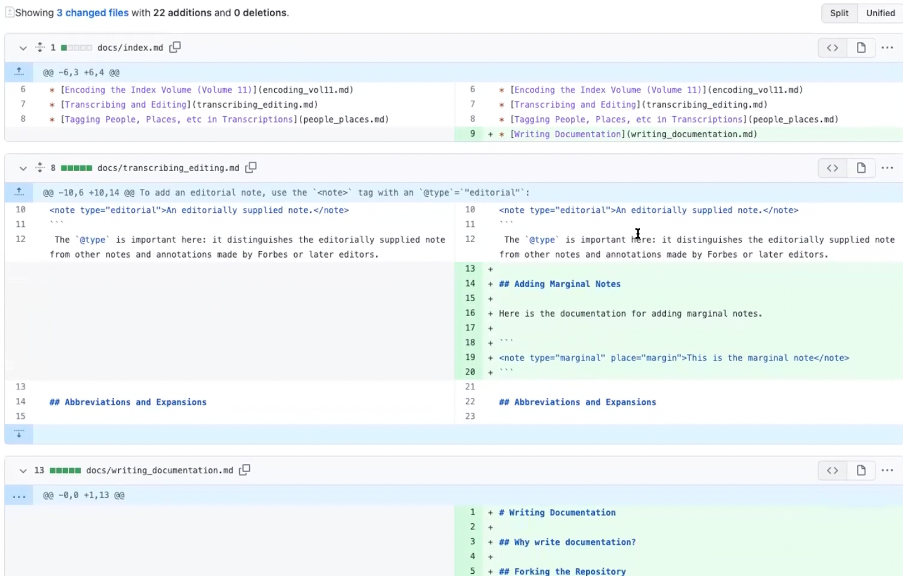 Showing 3 changed files with 22 additions and 0 deletions.
Split Unified
1 docs/index.md
@@ -6,3 +6,4 @@
6 * [Encoding the Index Volume (Volume 11)](encoding_vol11.md)
7 * [Transcribing and Editing](transcribing_editing.md)
8 * [Tagging People, Places, etc in Transcriptions](people_places.md)
6 * [Encoding the Index Volume (Volume 11)](encoding_vol11.md)
7 * [Transcribing and Editing](transcribing_editing.md)
8 * [Tagging People, Places, etc in Transcriptions](people_places.md)
9 + * [Writing Documentation](writing_documentation.md)
8 docs/transcribing_editing.md
@@ -10,6 +10,14 @@ To add an editorial note, use the `<note>` tag with an `@type`=`"editorial"`:
10 <note type="editorial">An editorially supplied note.</note>
11 ```
12 The `@type` is important here: it distinguishes the editorially supplied note
from other notes and annotations made by Forbes or later editors.
13
14 ## Abbreviations and Expansions
15
10 <note type="editorial">An editorially supplied note.</note>
11 ```
12 The `@type` is important here: it distinguishes the editorially supplied note
from other notes and annotations made by Forbes or later editors.
13 +
14 + ## Adding Marginal Notes
15 +
16 + Here is the documentation for adding marginal notes.
17 +
18 + ```
19 + <note type="marginal" place="margin">This is the marginal note</note>
20 + ```
21
22 ## Abbreviations and Expansions
23
13 docs/writing_documentation.md
... @@ -0,0 +1,13 @@
1 + # Writing Documentation
2 +
3 + ## Why write documentation?
4 +
5 + ## Forking the Repository